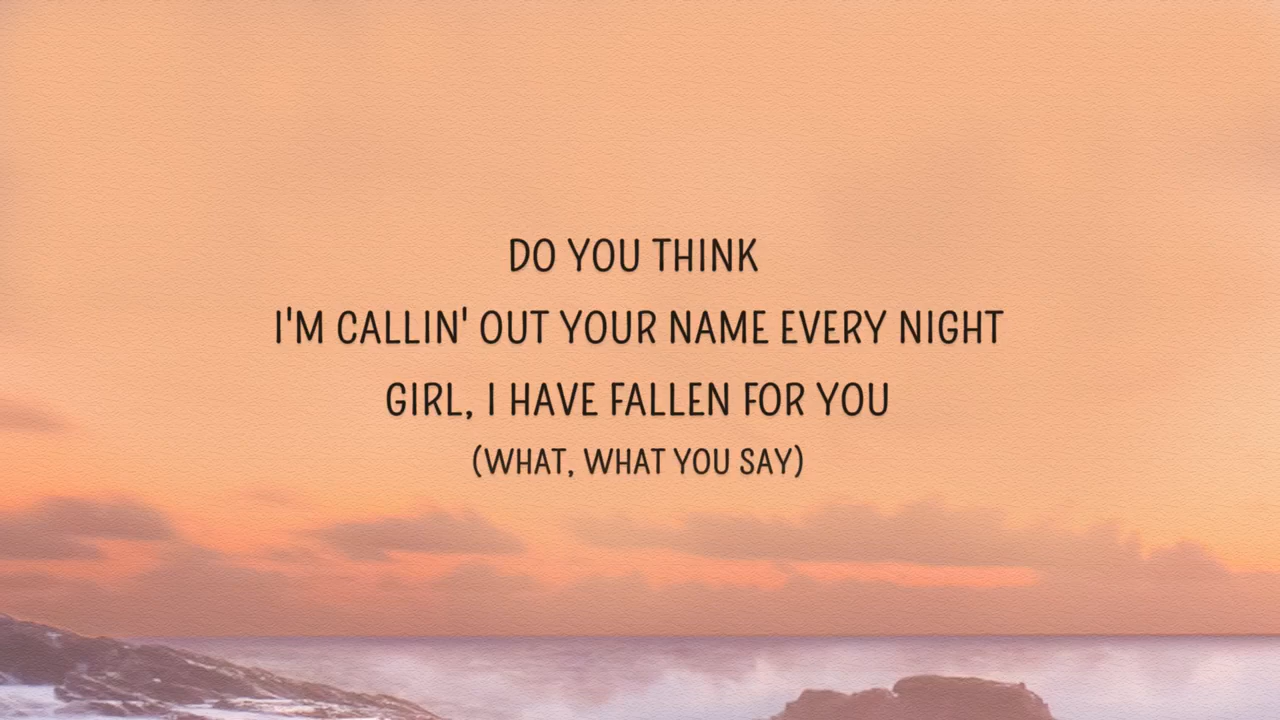 DO YOU THINK
I'M CALLIN' OUT YOUR NAME EVERY NIGHT
GIRL, I HAVE FALLEN FOR YOU
(WHAT, WHAT YOU SAY)